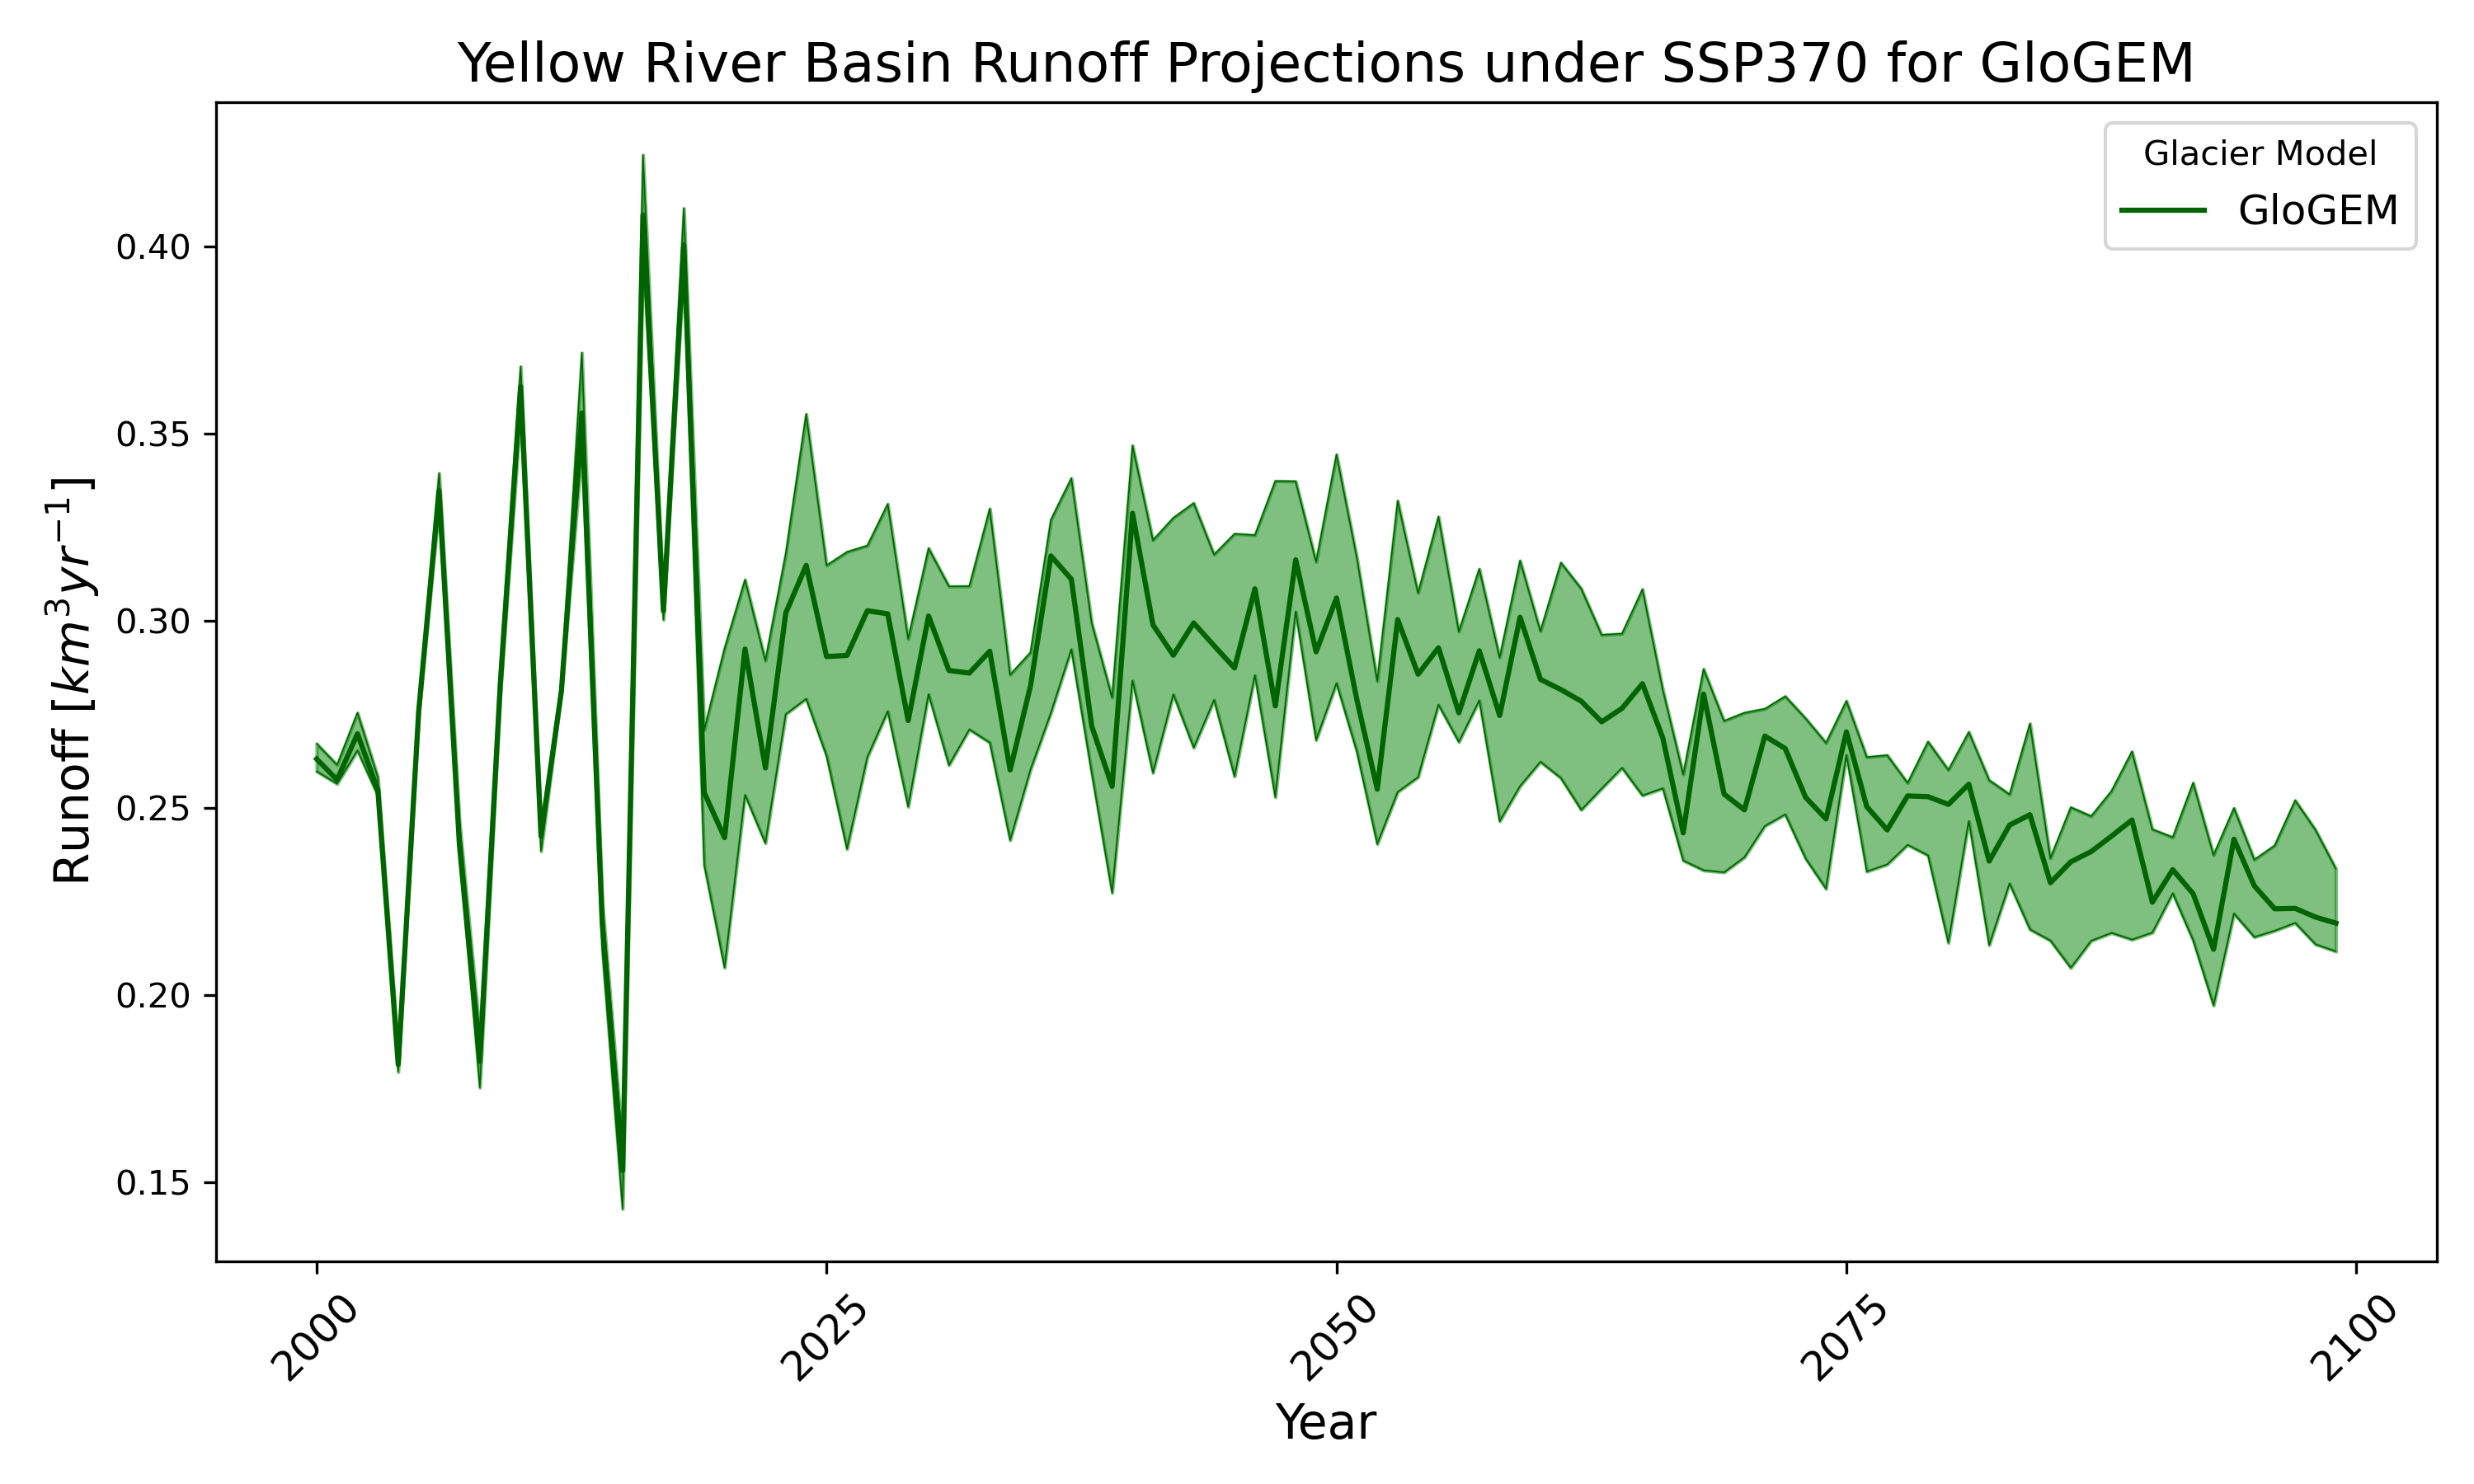 Yellow River Basin Runoff Projections under SSP370 for GloGEM
Glacier Model
GloGEM
Runoff [km³yr⁻¹]
0.40
0.35
0.30
0.25
0.20
0.15
2000
2025
2050
2075
2100
Year